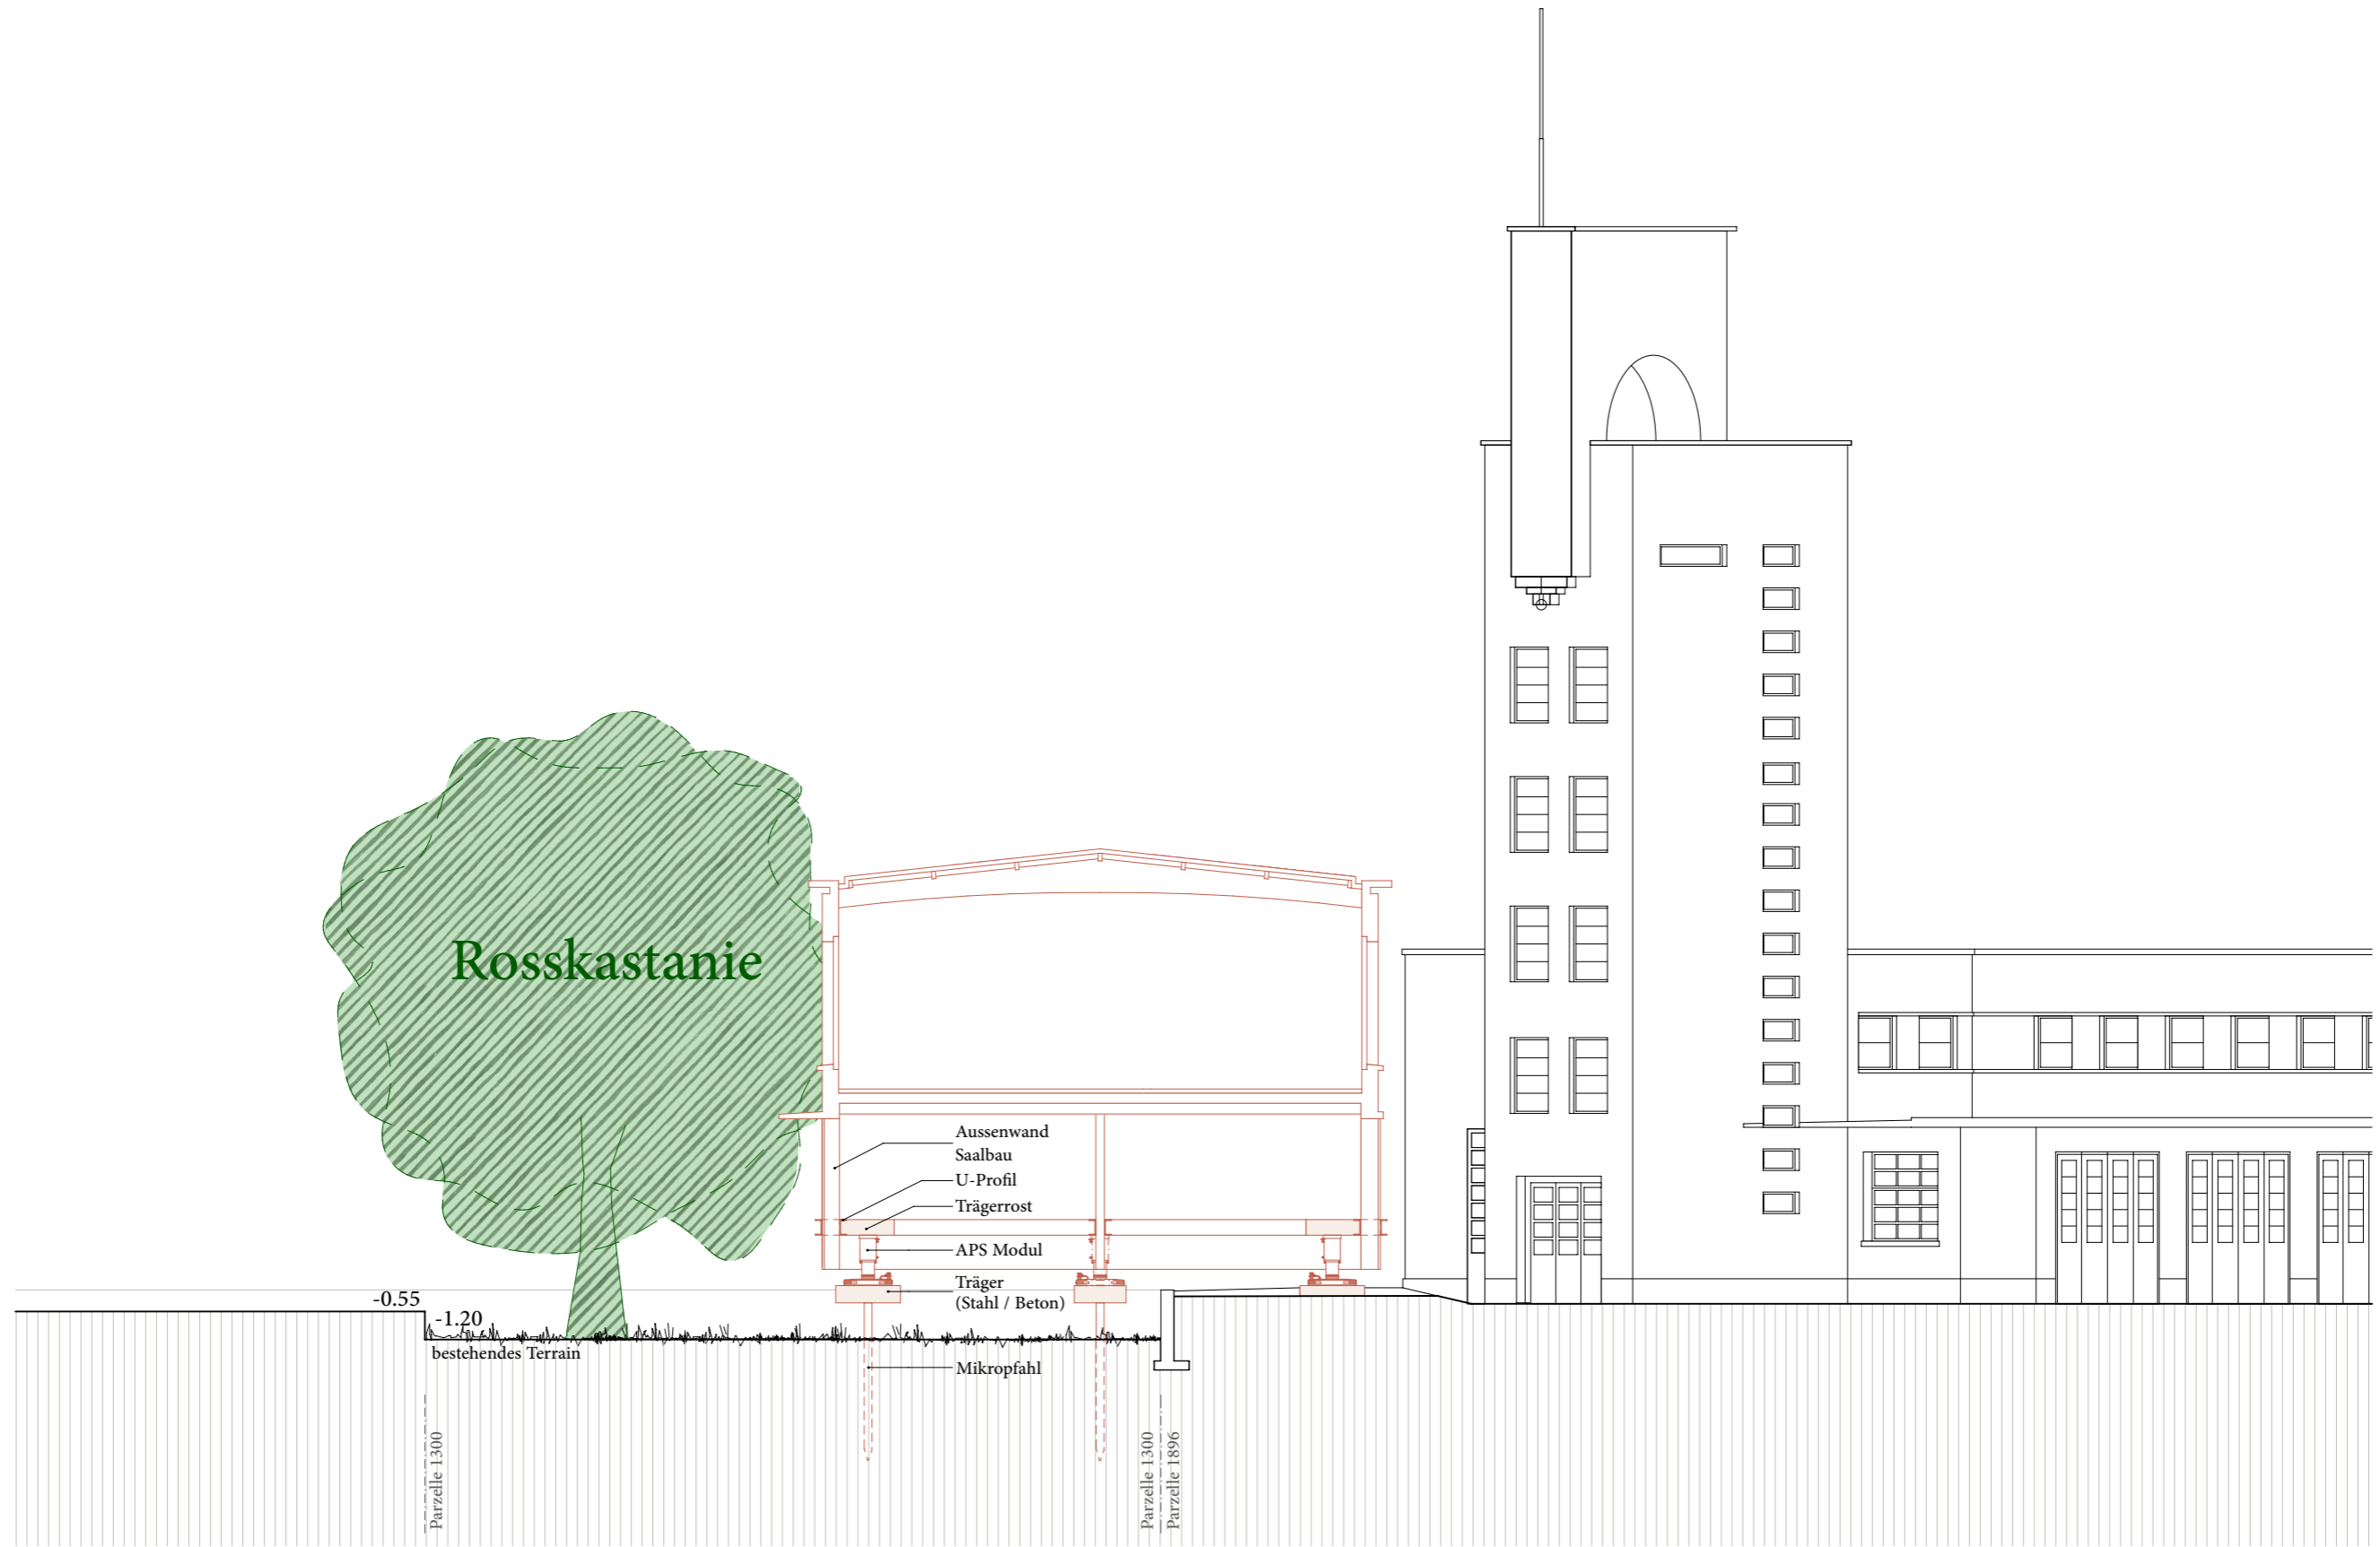 Rosskastanie
Aussenwand
Saalbau
U-Profil
Trägerrost
APS Modul
Träger
(Stahl / Beton)
-0.55
-1.20
bestehendes Terrain
Mikropfahl
Parzelle 1300
Parzelle 1300
Parzelle 1896